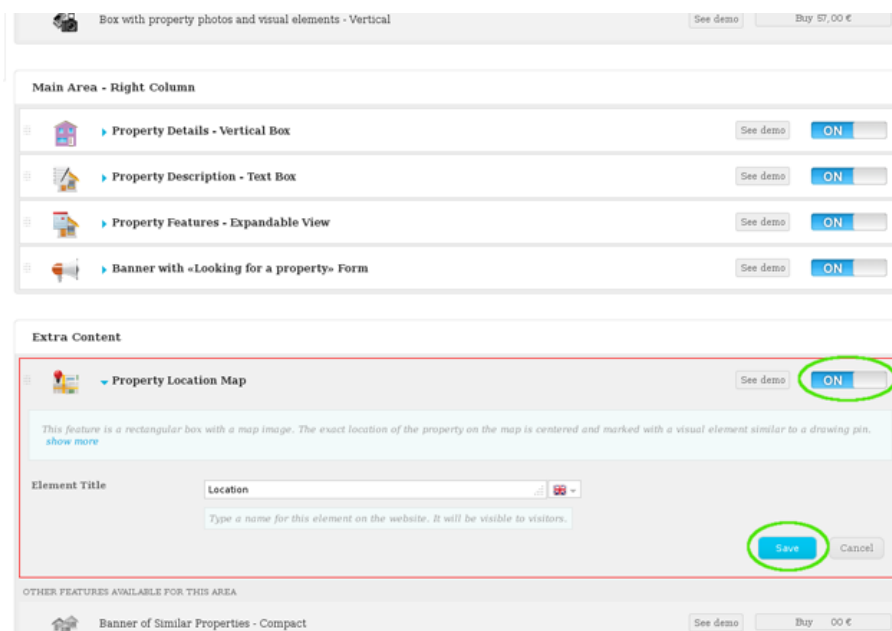 Box with property photos and visual elements - Vertical See demo Buy 57,00 €
Main Area - Right Column
Property Details - Vertical Box See demo ON
Property Description - Text Box See demo ON
Property Features - Expandable View See demo ON
Banner with «Looking for a property» Form See demo ON
Extra Content
Property Location Map See demo ON
This feature is a rectangular box with a map image. The exact location of the property on the map is centered and marked with a visual element similar to a drawing pin.
show more
Element Title Location
Type a name for this element on the website. It will be visible to visitors.
Save Cancel
OTHER FEATURES AVAILABLE FOR THIS AREA
Banner of Similar Properties - Compact See demo Buy 00 €